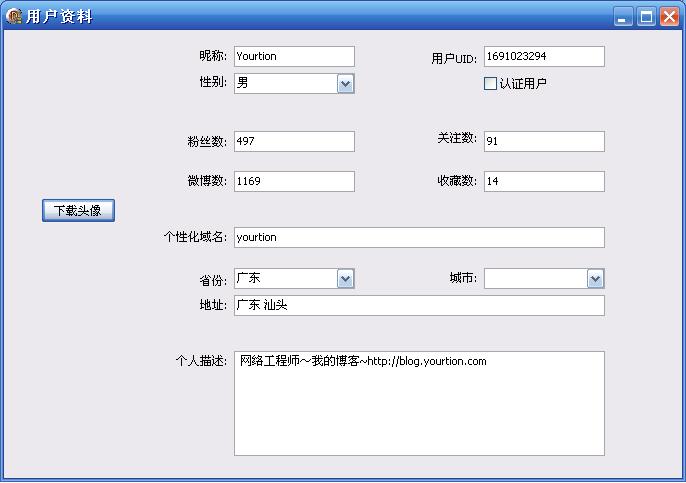 用户资料
昵称: Yourtion 用户UID: 1691023294
性别: 男 认证用户
粉丝数: 497 关注数: 91
微博数: 1169 收藏数: 14
下载头像
个性化域名: yourtion
省份: 广东 城市:
地址: 广东 汕头
个人描述: 网络工程师～我的博客~http://blog.yourtion.com